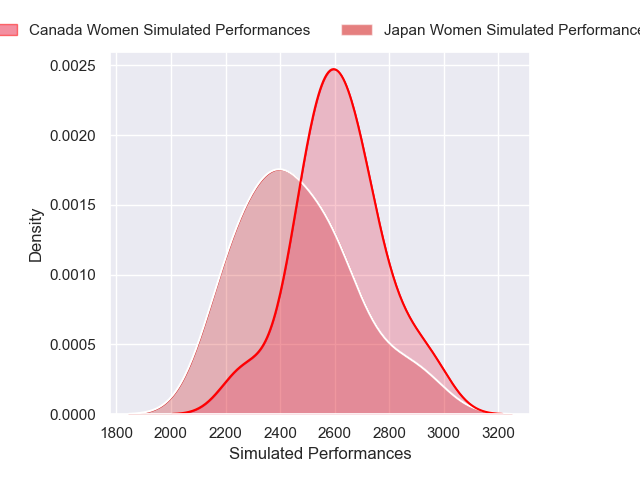 Canada Women Simulated Performances
Japan Women Simulated Performance
0.0025
0.0020
0.0015
0.0010
0.0005
0.0000
Density
1800 2000 2200 2400 2600 2800 3000 3200
Simulated Performances